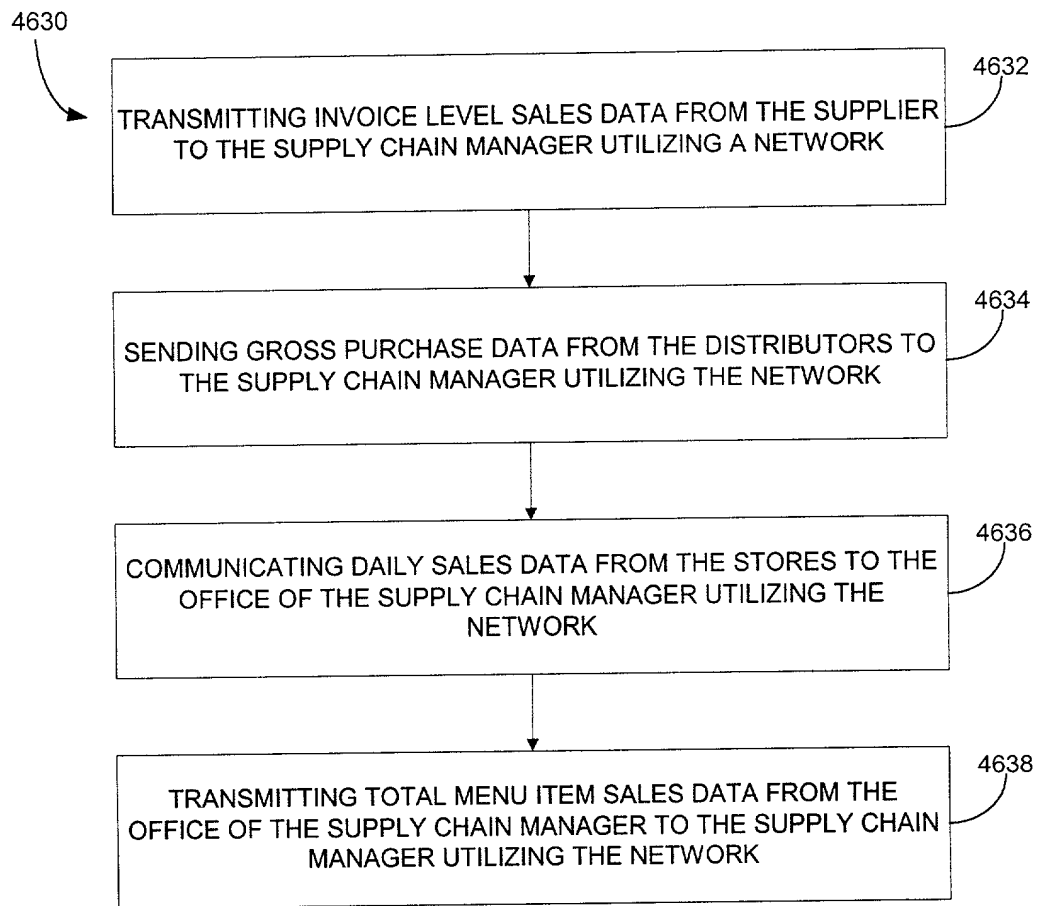 4630
4632
TRANSMITTING INVOICE LEVEL SALES DATA FROM THE SUPPLIER
TO THE SUPPLY CHAIN MANAGER UTILIZING A NETWORK
4634
SENDING GROSS PURCHASE DATA FROM THE DISTRIBUTORS TO
THE SUPPLY CHAIN MANAGER UTILIZING THE NETWORK
4636
COMMUNICATING DAILY SALES DATA FROM THE STORES TO THE
OFFICE OF THE SUPPLY CHAIN MANAGER UTILIZING THE
NETWORK
4638
TRANSMITTING TOTAL MENU ITEM SALES DATA FROM THE
OFFICE OF THE SUPPLY CHAIN MANAGER TO THE SUPPLY CHAIN
MANAGER UTILIZING THE NETWORK